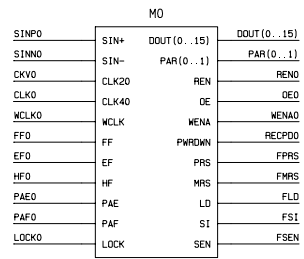 M0
SINP0 SIN+ DOUT(0..15) DOUT(0..15)
SINN0 SIN- PAR(0..1) PAR(0..1)
CKV0 CLK20 REN REN0
CLK0 CLK40 OE OE0
WCLK0 WCLK WENA WENA0
FF0 FF PWRDWN RECPD0
EF0 EF PRS FPRS
HF0 HF MRS FMRS
PAE0 PAE LD FLD
PAF0 PAF SI FSI
LOCK0 LOCK SEN FSEN